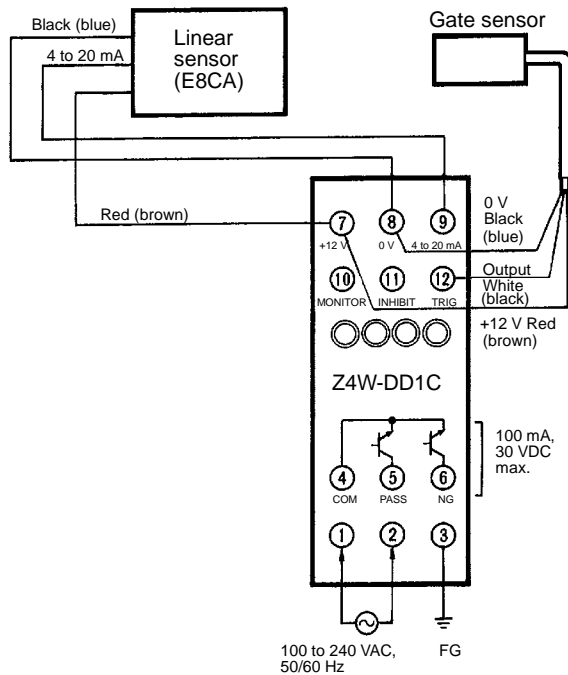 Black (blue)
4 to 20 mA
Linear
sensor
(E8CA)
Gate sensor
Red (brown)
0 V
Black
(blue)
7
8
9
+12 V
0 V
4 to 20 mA
Output
White
(black)
10
11
12
MONITOR
INHIBIT
TRIG
+12 V Red
(brown)
Z4W-DD1C
100 mA,
30 VDC
max.
4
5
6
COM
PASS
NG
1
2
3
100 to 240 VAC,
50/60 Hz
FG